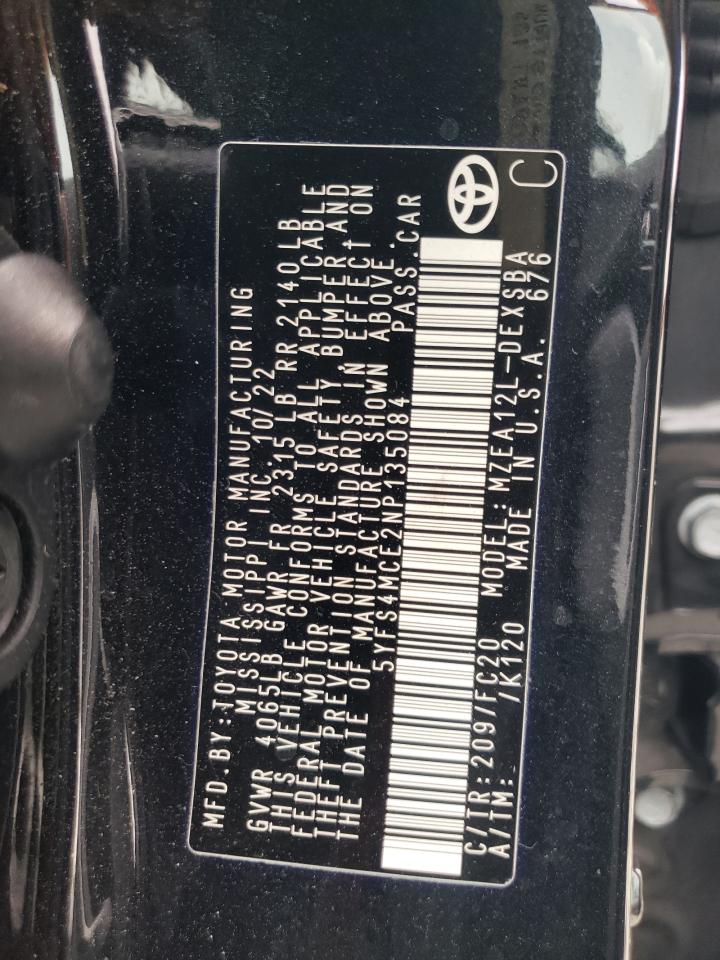 MFD.BY:TOYOTA MOTOR MANUFACTURING
MISSISSIPPI INC. 10/22
GVWR 4065LB GAWR FR 2315 LB RR 2140LB
THIS VEHICLE CONFORMS TO ALL APPLICABLE
FEDERAL MOTOR VEHICLE SAFETY BUMPER AND
THEFT PREVENTION STANDARDS IN EFFECT ON
THE DATE OF MANUFACTURE SHOWN ABOVE.
5YFS4MCE2NP135084 PASS.CAR
C/TR:209/FC20 MODEL:MZEA12L-DEXSBA
A/TM: /K120 MADE IN U.S.A. 676
C